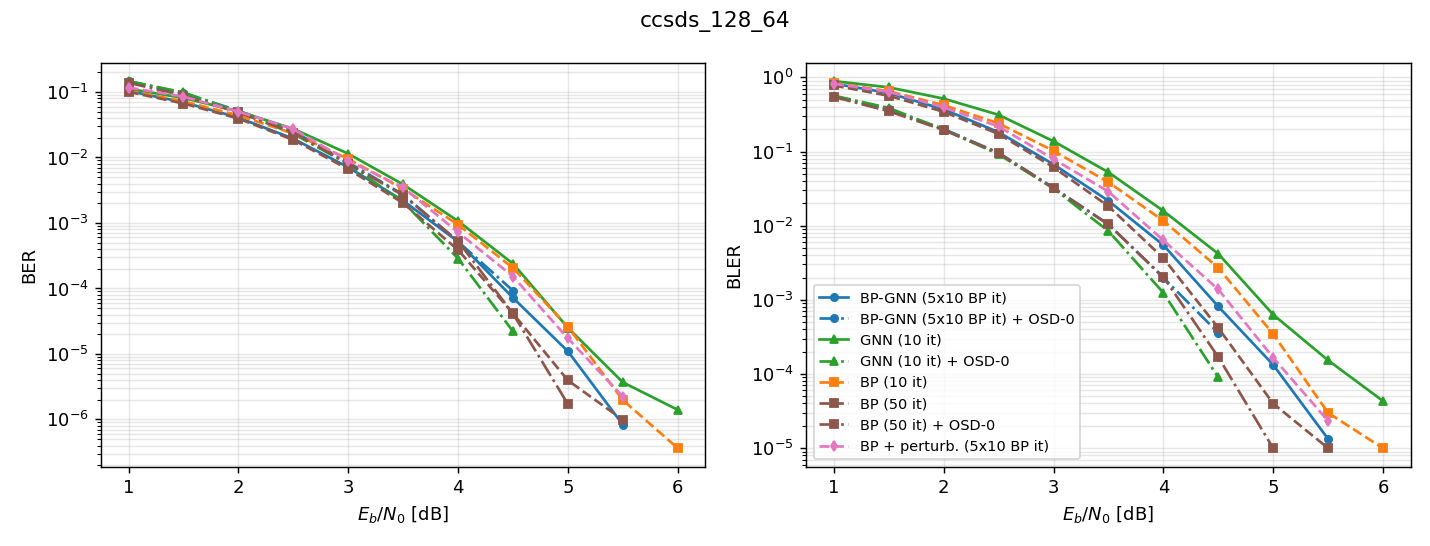 ccsds_128_64
BER
10⁻¹
10⁻²
10⁻³
10⁻⁴
10⁻⁵
10⁻⁶
1 2 3 4 5 6
E_b/N_0 [dB]
BLER
10⁰
10⁻¹
10⁻²
10⁻³
10⁻⁴
10⁻⁵
BP-GNN (5x10 BP it)
BP-GNN (5x10 BP it) + OSD-0
GNN (10 it)
GNN (10 it) + OSD-0
BP (10 it)
BP (50 it)
BP (50 it) + OSD-0
BP + perturb. (5x10 BP it)
1 2 3 4 5 6
E_b/N_0 [dB]